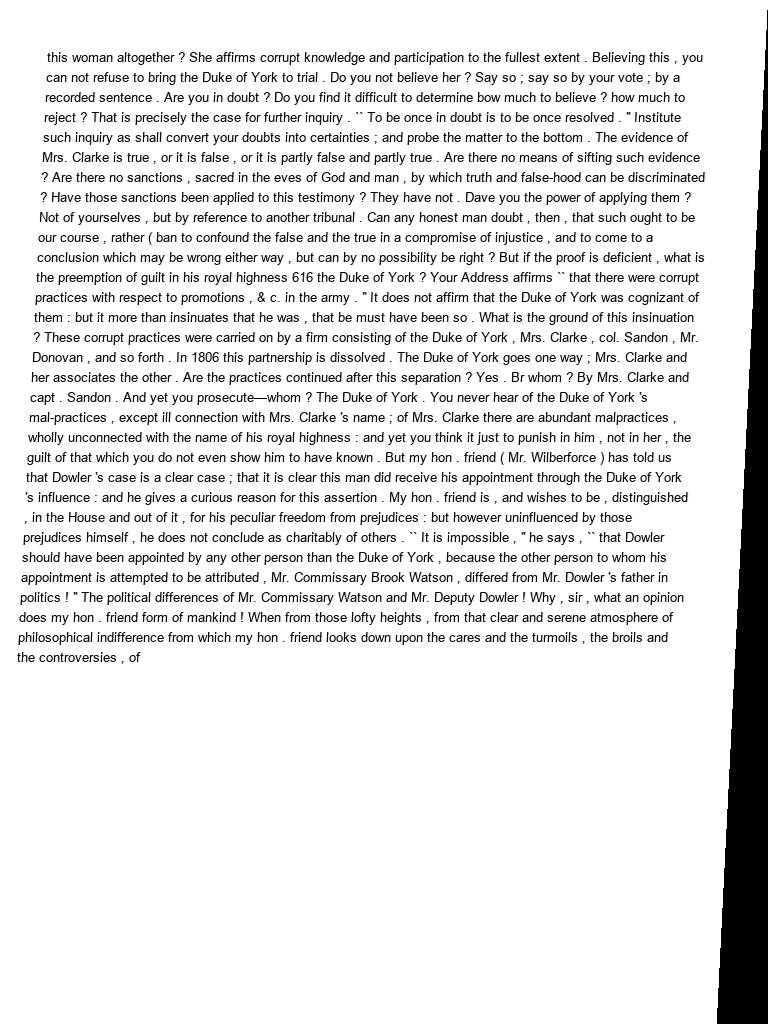 this woman altogether ? She affirms corrupt knowledge and participation to the fullest extent . Believing this , you
can not refuse to bring the Duke of York to trial . Do you not believe her ? Say so ; say so by your vote ; by a
recorded sentence . Are you in doubt ? Do you find it difficult to determine bow much to believe ? how much to
reject ? That is precisely the case for further inquiry . `` To be once in doubt is to be once resolved . '' Institute
such inquiry as shall convert your doubts into certainties ; and probe the matter to the bottom . The evidence of
Mrs. Clarke is true , or it is false , or it is partly false and partly true . Are there no means of sifting such evidence
? Are there no sanctions , sacred in the eves of God and man , by which truth and false-hood can be discriminated
? Have those sanctions been applied to this testimony ? They have not . Dave you the power of applying them ?
Not of yourselves , but by reference to another tribunal . Can any honest man doubt , then , that such ought to be
our course , rather ( ban to confound the false and the true in a compromise of injustice , and to come to a
conclusion which may be wrong either way , but can by no possibility be right ? But if the proof is deficient , what is
the preemption of guilt in his royal highness 616 the Duke of York ? Your Address affirms `` that there were corrupt
practices with respect to promotions , & c. in the army . '' It does not affirm that the Duke of York was cognizant of
them : but it more than insinuates that he was , that be must have been so . What is the ground of this insinuation
? These corrupt practices were carried on by a firm consisting of the Duke of York , Mrs. Clarke , col. Sandon , Mr.
Donovan , and so forth . In 1806 this partnership is dissolved . The Duke of York goes one way ; Mrs. Clarke and
her associates the other . Are the practices continued after this separation ? Yes . Br whom ? By Mrs. Clarke and
capt . Sandon . And yet you prosecute—whom ? The Duke of York . You never hear of the Duke of York 's
mal-practices , except ill connection with Mrs. Clarke 's name ; of Mrs. Clarke there are abundant malpractices ,
wholly unconnected with the name of his royal highness : and yet you think it just to punish in him , not in her , the
guilt of that which you do not even show him to have known . But my hon . friend ( Mr. Wilberforce ) has told us
that Dowler 's case is a clear case ; that it is clear this man did receive his appointment through the Duke of York
's influence : and he gives a curious reason for this assertion . My hon . friend is , and wishes to be , distinguished
, in the House and out of it , for his peculiar freedom from prejudices : but however uninfluenced by those
prejudices himself , he does not conclude as charitably of others . `` It is impossible , '' he says , `` that Dowler
should have been appointed by any other person than the Duke of York , because the other person to whom his
appointment is attempted to be attributed , Mr. Commissary Brook Watson , differed from Mr. Dowler 's father in
politics ! '' The political differences of Mr. Commissary Watson and Mr. Deputy Dowler ! Why , sir , what an opinion
does my hon . friend form of mankind ! When from those lofty heights , from that clear and serene atmosphere of
philosophical indifference from which my hon . friend looks down upon the cares and the turmoils , the broils and
the controversies , of